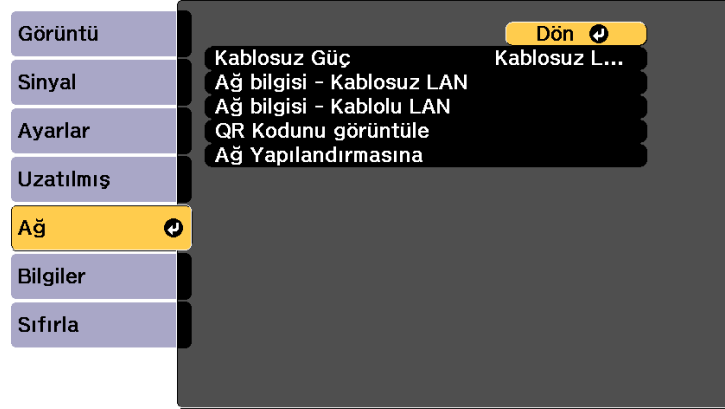 Görüntü
Sinyal
Ayarlar
Uzatılmış
Ağ
Bilgiler
Sıfırla
Dön
Kablosuz Güç Kablosuz L...
Ağ bilgisi - Kablosuz LAN
Ağ bilgisi - Kablolu LAN
QR Kodunu görüntüle
Ağ Yapılandırmasına